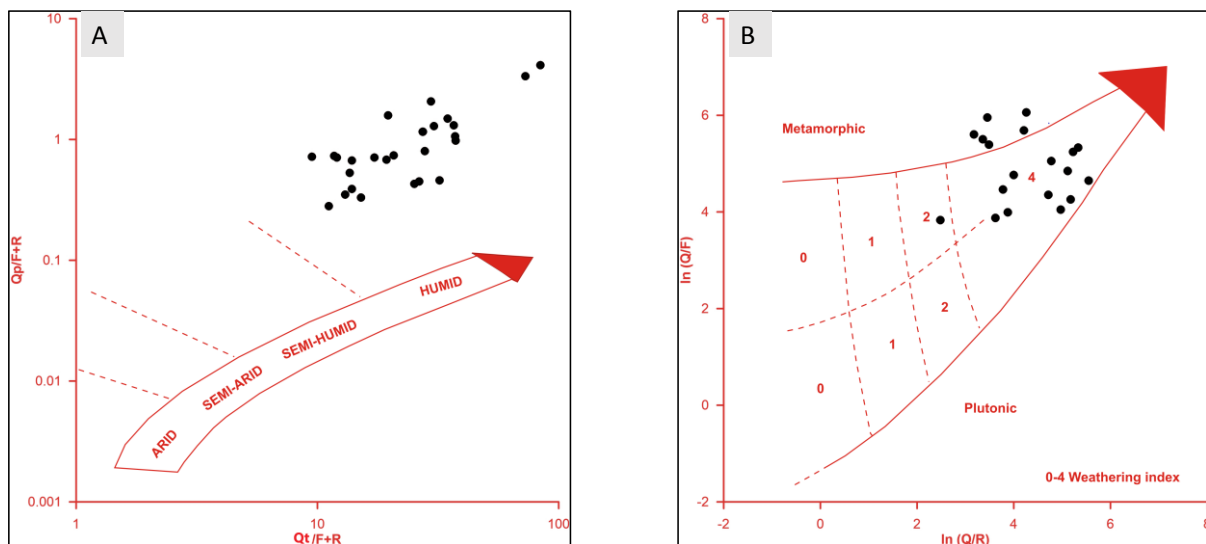 A
10
1
0.1
0.01
0.001
Qp/F+R
HUMID
SEMI-HUMID
SEMI-ARID
ARID
1
10
100
Qt/F+R
B
8
6
4
2
0
-2
ln (Q/F)
Metamorphic
4
2
1
0
2
1
0
Plutonic
0-4 Weathering index
-2
0
2
4
6
8
ln (Q/R)